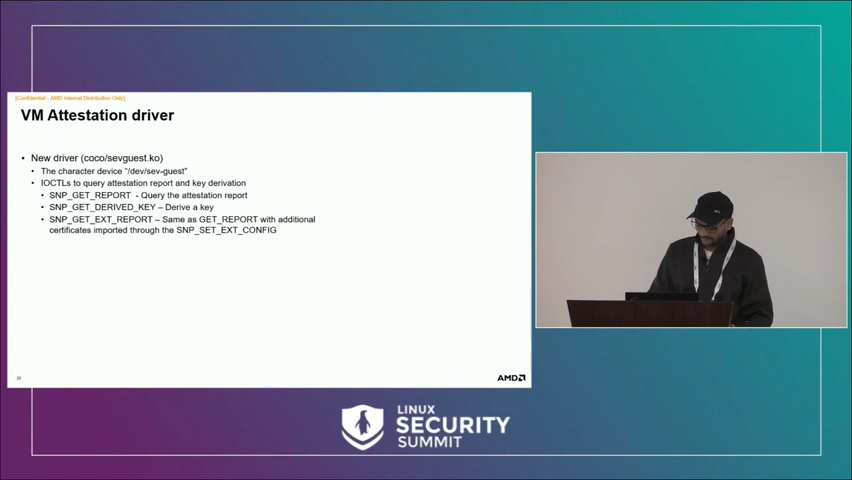 [Confidential - AMD Internal Distribution Only]
VM Attestation driver
• New driver (coco/sevguest.ko)
• The character device "/dev/sev-guest"
• IOCTLs to query attestation report and key derivation
• SNP_GET_REPORT - Query the attestation report
• SNP_GET_DERIVED_KEY – Derive a key
• SNP_GET_EXT_REPORT – Same as GET_REPORT with additional
certificates imported through the SNP_SET_EXT_CONFIG
AMD
LINUX
SECURITY
SUMMIT